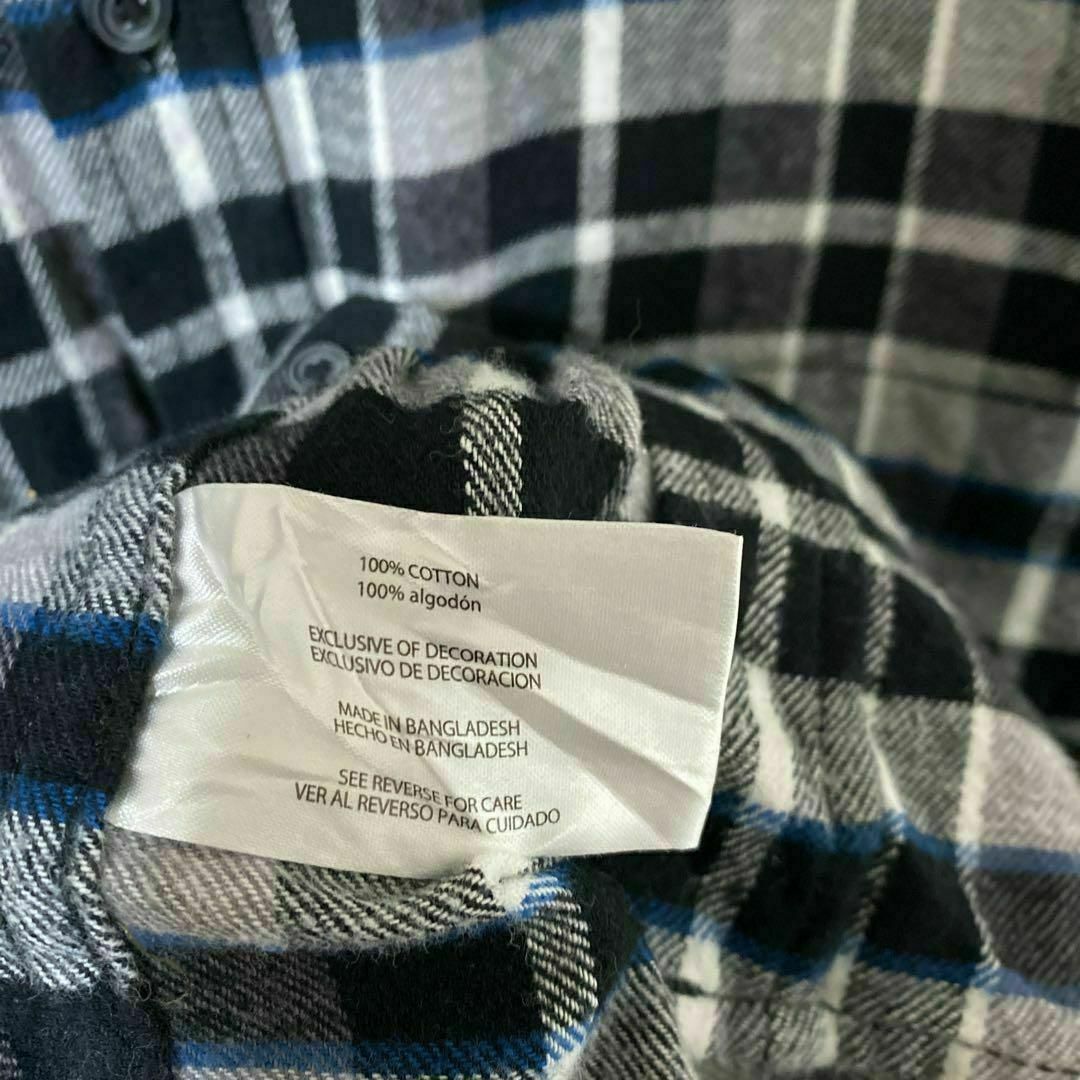 100% COTTON
100% algodón
EXCLUSIVE OF DECORATION
EXCLUSIVO DE DECORACION
MADE IN BANGLADESH
HECHO EN BANGLADESH
SEE REVERSE FOR CARE
VER AL REVERSO PARA CUIDADO